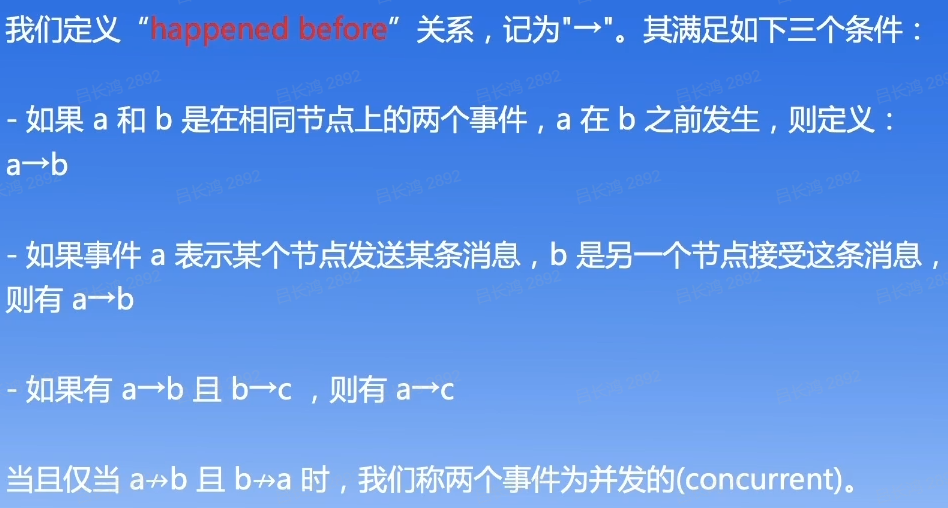 我们定义“happened before”关系，记为"→"。其满足如下三个条件：
- 如果 a 和 b 是在相同节点上的两个事件，a 在 b 之前发生，则定义：
a→b
- 如果事件 a 表示某个节点发送某条消息，b 是另一个节点接受这条消息，
则有 a→b
- 如果有 a→b 且 b→c ，则有 a→c
当且仅当 a↛b 且 b↛a 时，我们称两个事件为并发的(concurrent)。
吕长鸿 2892